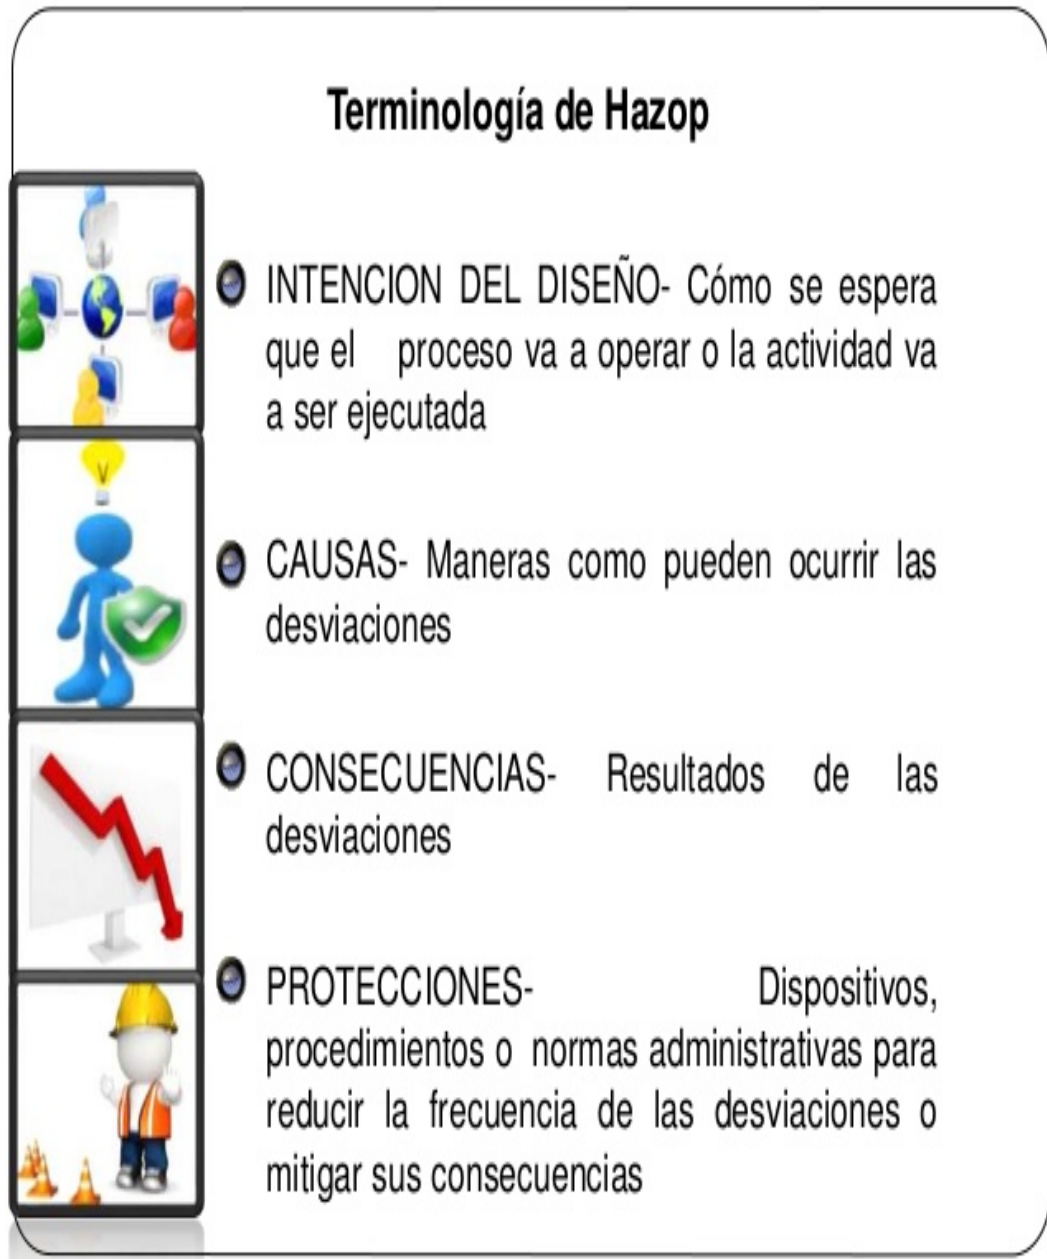 Terminología de Hazop
INTENCION DEL DISEÑO- Cómo se espera
que el proceso va a operar o la actividad va
a ser ejecutada
CAUSAS- Maneras como pueden ocurrir las
desviaciones
CONSECUENCIAS- Resultados de las
desviaciones
PROTECCIONES- Dispositivos,
procedimientos o normas administrativas para
reducir la frecuencia de las desviaciones o
mitigar sus consecuencias